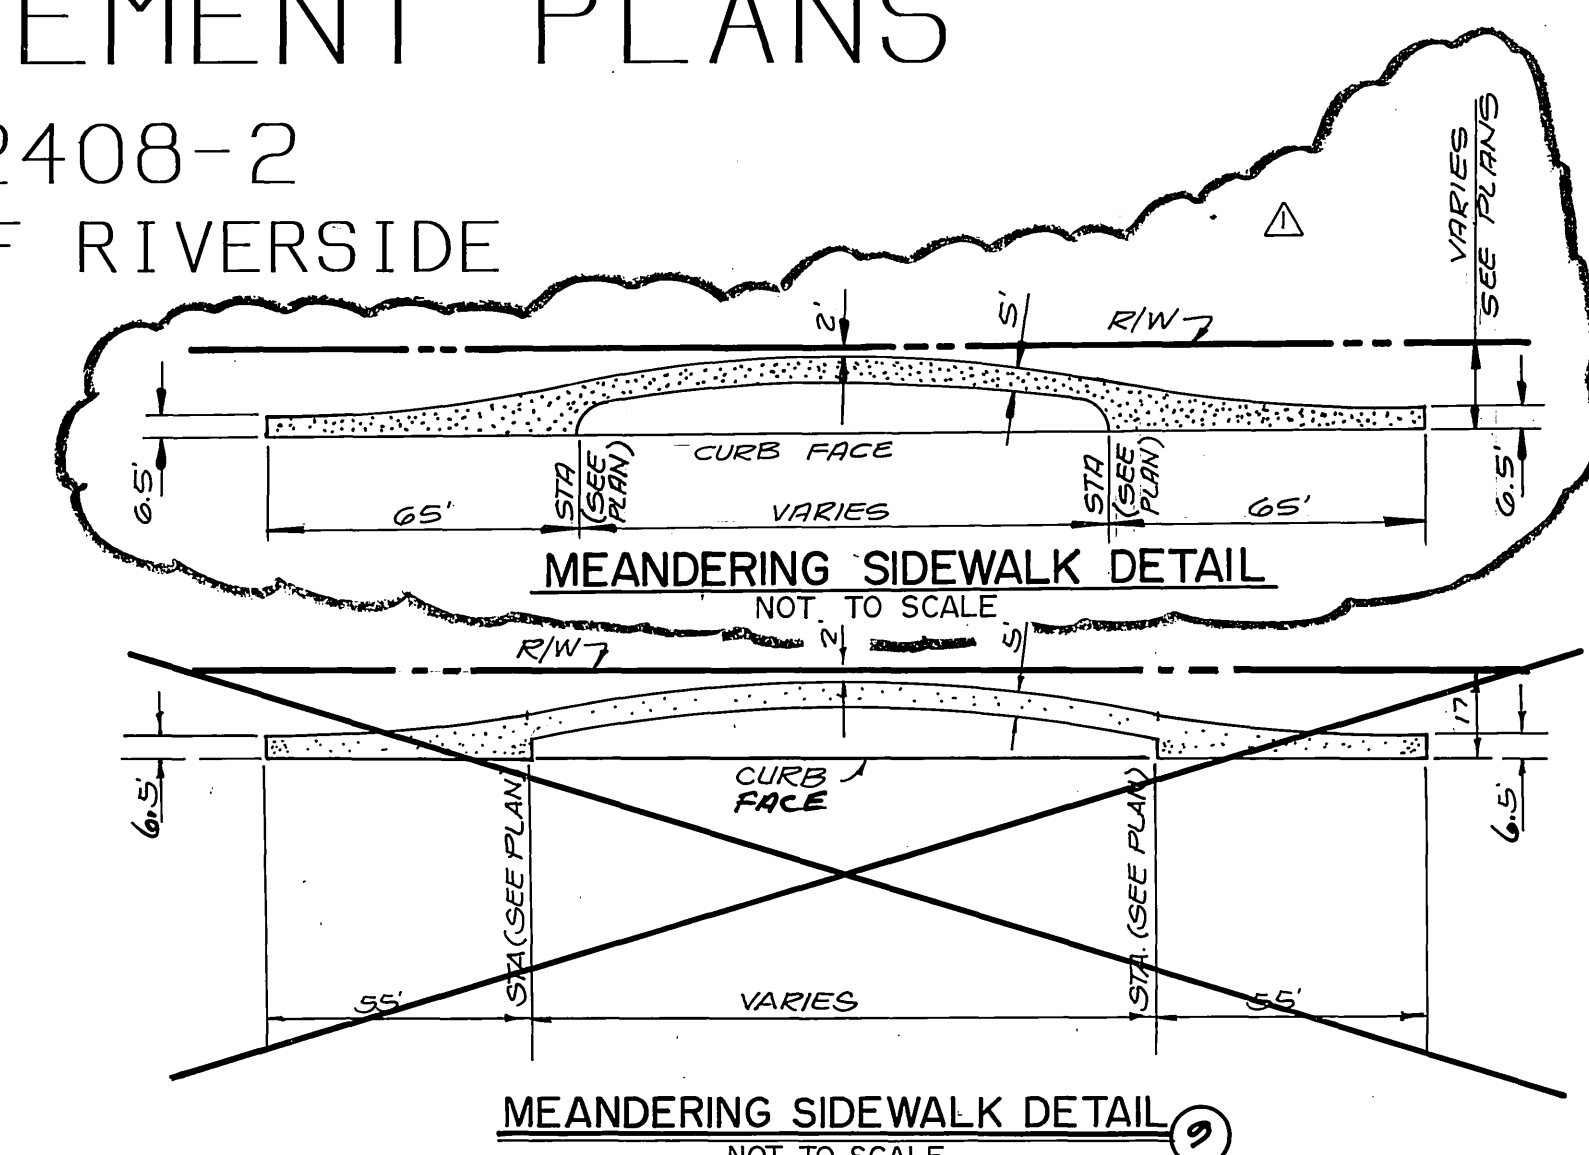 EMENT PLANS
2408-2
F RIVERSIDE
VARIES
SEE PLANS
1
2'
5'
R/W
CURB FACE
6.5'
STA
(SEE
PLAN)
STA
(SEE
PLAN)
6.5'
65'
VARIES
65'
MEANDERING SIDEWALK DETAIL
NOT TO SCALE
R/W
2'
5'
17'
CURB
FACE
6.5'
6.5'
STA (SEE PLAN)
STA. (SEE PLAN)
55'
VARIES
55'
MEANDERING SIDEWALK DETAIL
NOT TO SCALE